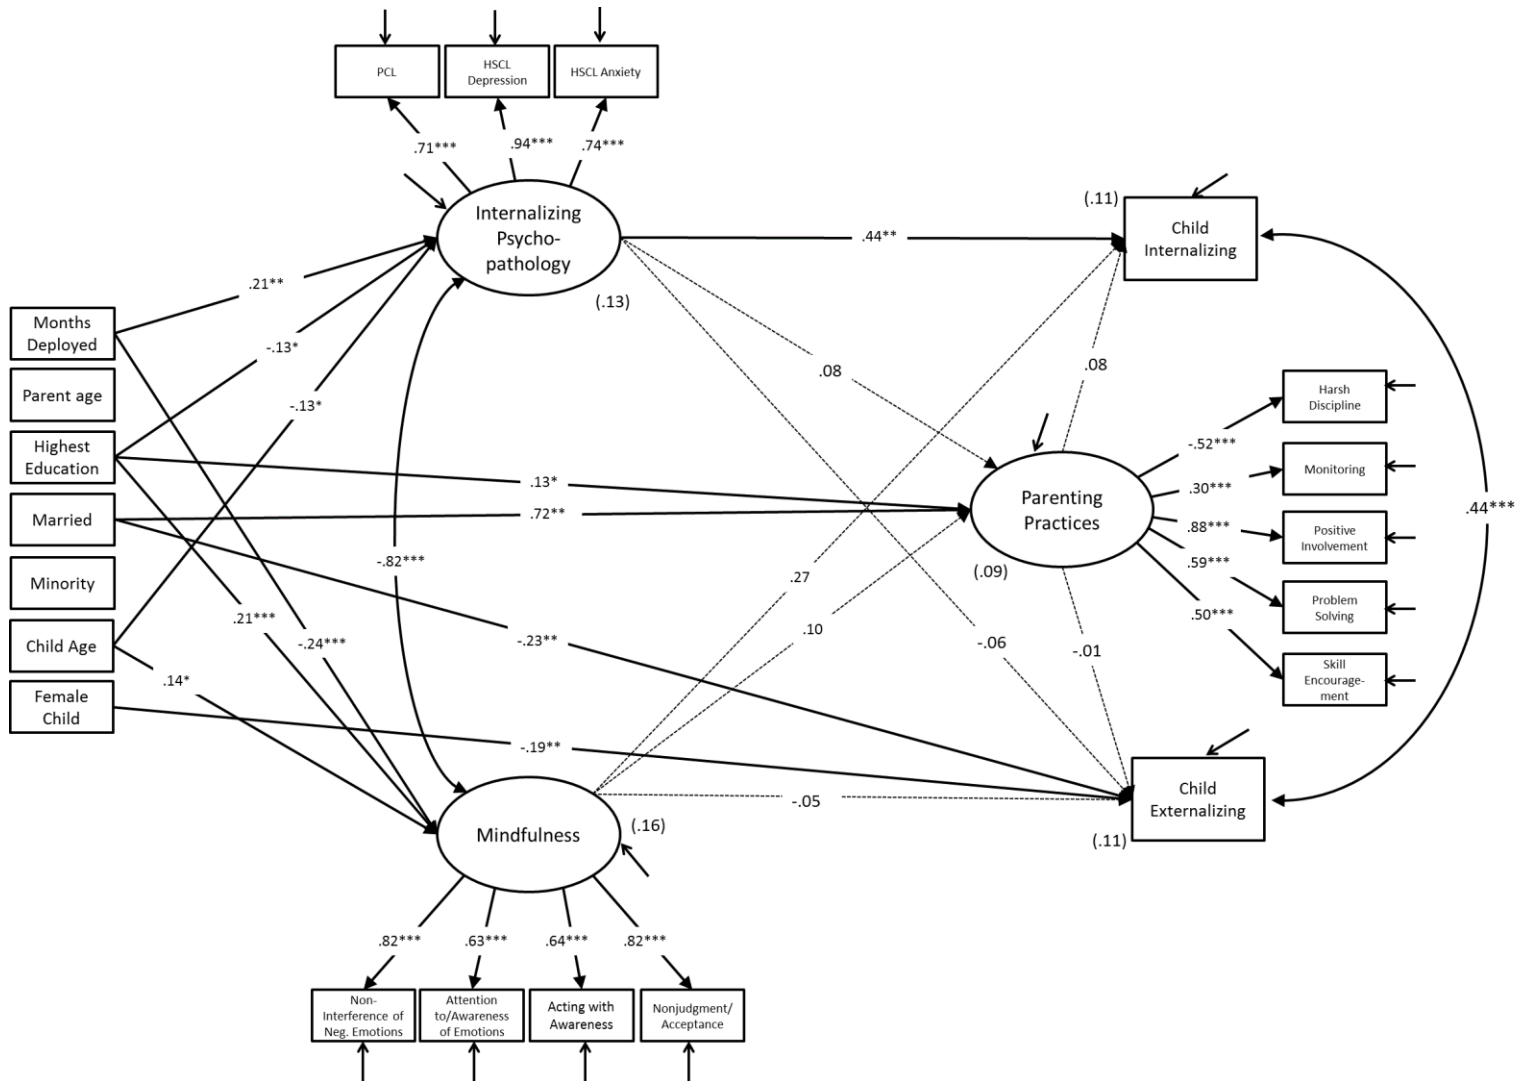 PCL
HSCL
Depression
HSCL Anxiety
.71***
.94***
.74***
Internalizing
Psycho-
pathology
(.13)
.44**
(.11)
Child
Internalizing
.21**
-.13*
-.13*
Months
Deployed
Parent age
Highest
Education
Married
Minority
Child Age
Female
Child
.08
.08
.13*
.72**
-.82***
.27
.10
-.06
-.01
.21***
-.24***
-.23**
.14*
-.19**
-.05
Parenting
Practices
(.09)
-.52***
.30***
.88***
.59***
.50***
Harsh
Discipline
Monitoring
Positive
Involvement
Problem
Solving
Skill
Encourage-
ment
.44***
Child
Externalizing
(.11)
Mindfulness
(.16)
.82***
.63***
.64***
.82***
Non-
Interference of
Neg. Emotions
Attention
to/Awareness
of Emotions
Acting with
Awareness
Nonjudgment/
Acceptance